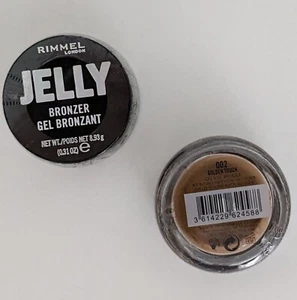 RIMMEL
LONDON
JELLY
BRONZER
GEL BRONZANT
NET WT./POIDS NET 8.93 g
(0.31 OZ) ℮
002
GOLDEN TOUCH
3 614229 624588